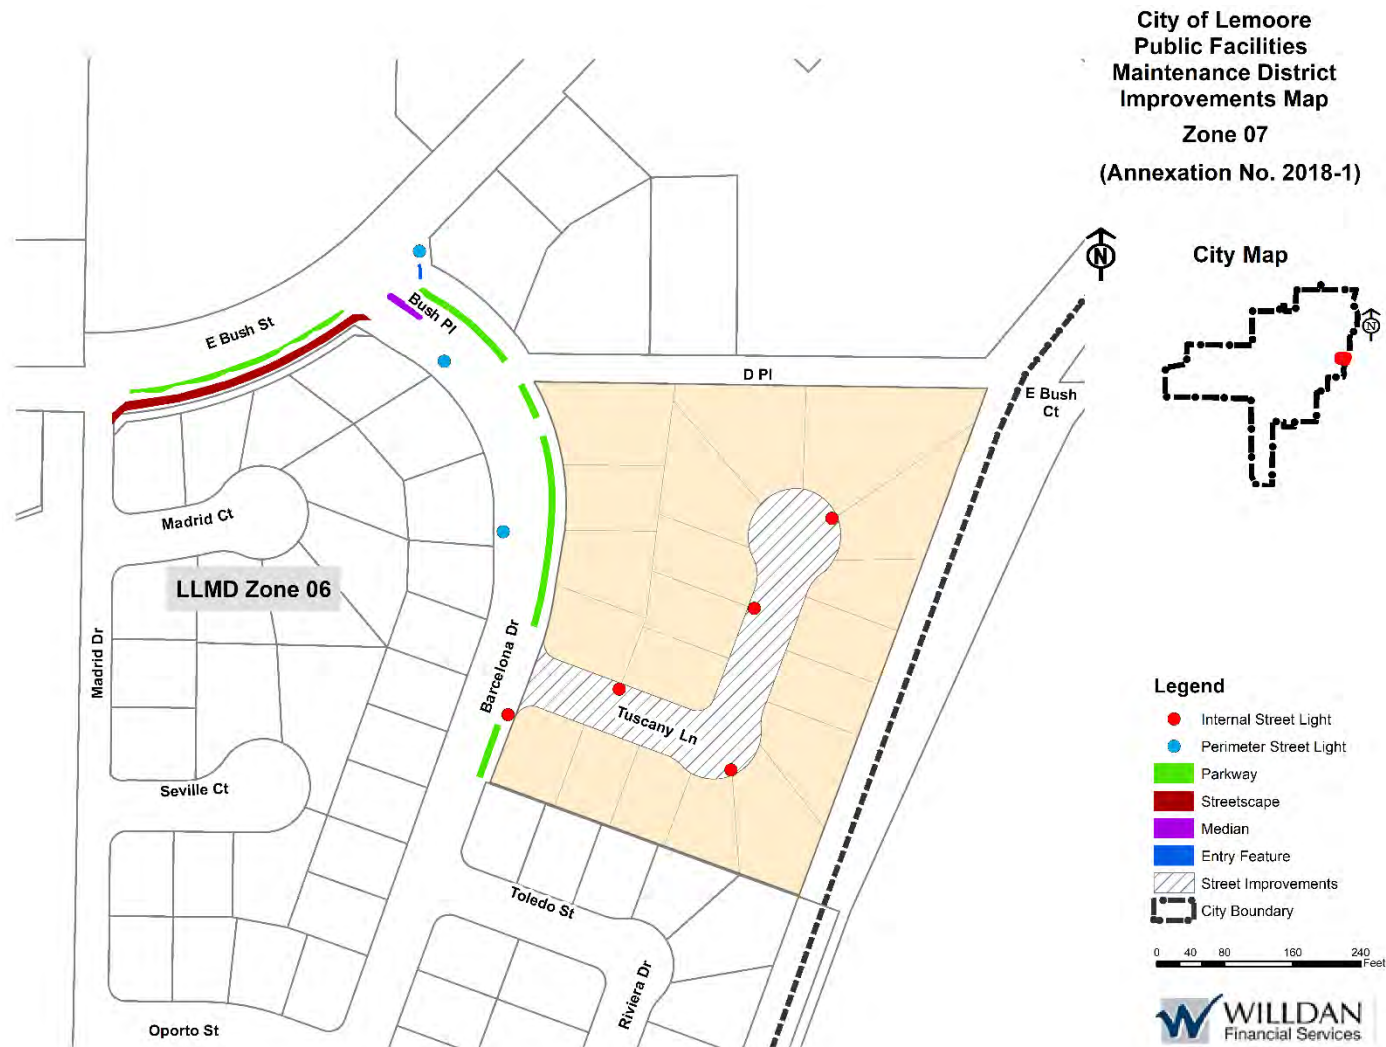 City of Lemoore
Public Facilities
Maintenance District
Improvements Map
Zone 07
(Annexation No. 2018-1)
N
City Map
N
E Bush St
Bush Pl
D Pl
E Bush
Ct
Madrid Ct
LLMD Zone 06
Madrid Dr
Barcelona Dr
Tuscany Ln
Seville Ct
Toledo St
Riviera Dr
Oporto St
Legend
Internal Street Light
Perimeter Street Light
Parkway
Streetscape
Median
Entry Feature
Street Improvements
City Boundary
0 40 80 160 240
Feet
W WILLDAN
Financial Services